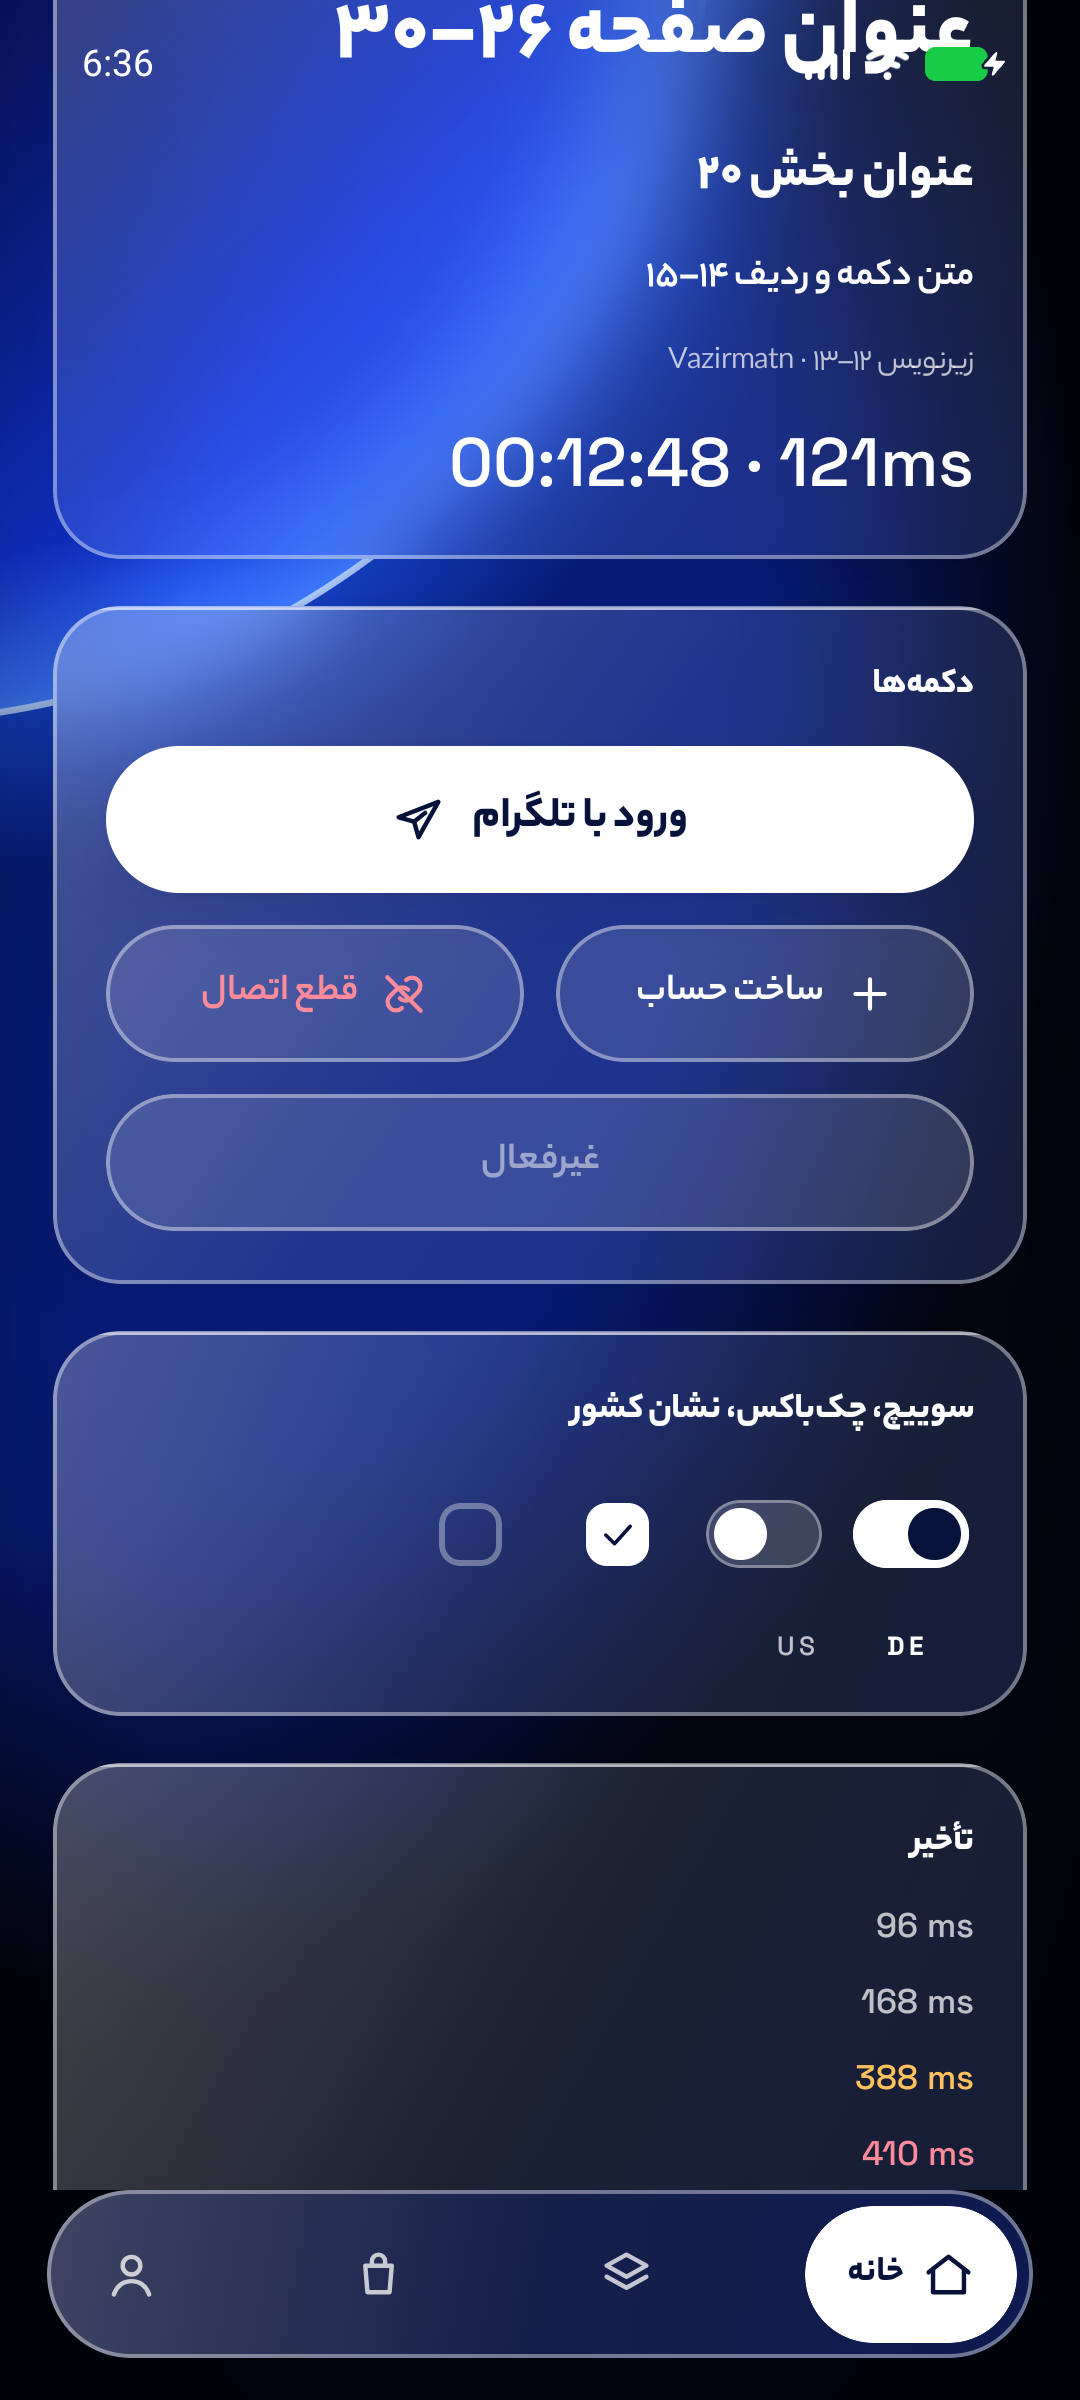 عنوان صفحه ۲۶–۳۰
6:36
عنوان بخش ۲۰
متن دکمه و ردیف ۱۴–۱۵
زیرنویس ۱۲–۱۳ · Vazirmatn
00:12:48 · 121ms
دکمه‌ها
ورود با تلگرام
ساخت حساب
قطع اتصال
غیرفعال
سوییچ، چک‌باکس، نشان کشور
DE
US
تأخیر
96 ms
168 ms
388 ms
410 ms
خانه